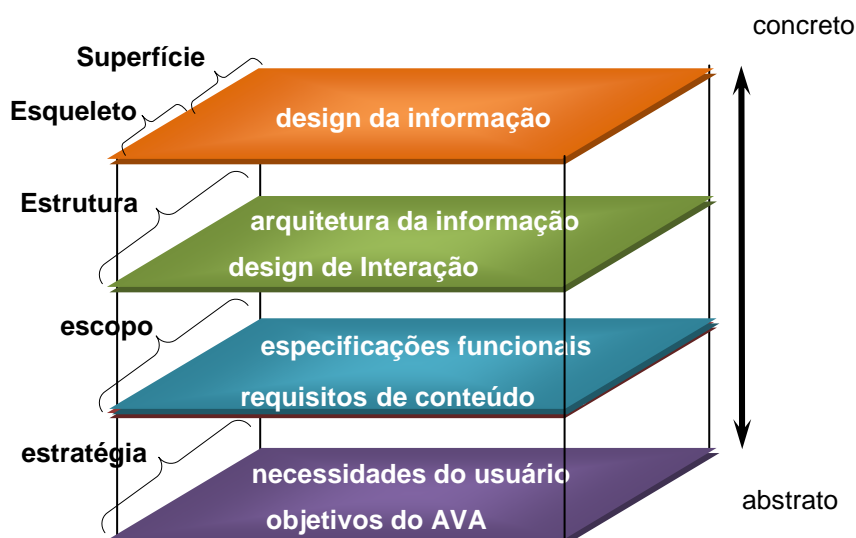 concreto
Superfície
Esqueleto
design da informação
Estrutura
arquitetura da informação
design de Interação
escopo
especificações funcionais
requisitos de conteúdo
estratégia
necessidades do usuário
objetivos do AVA
abstrato